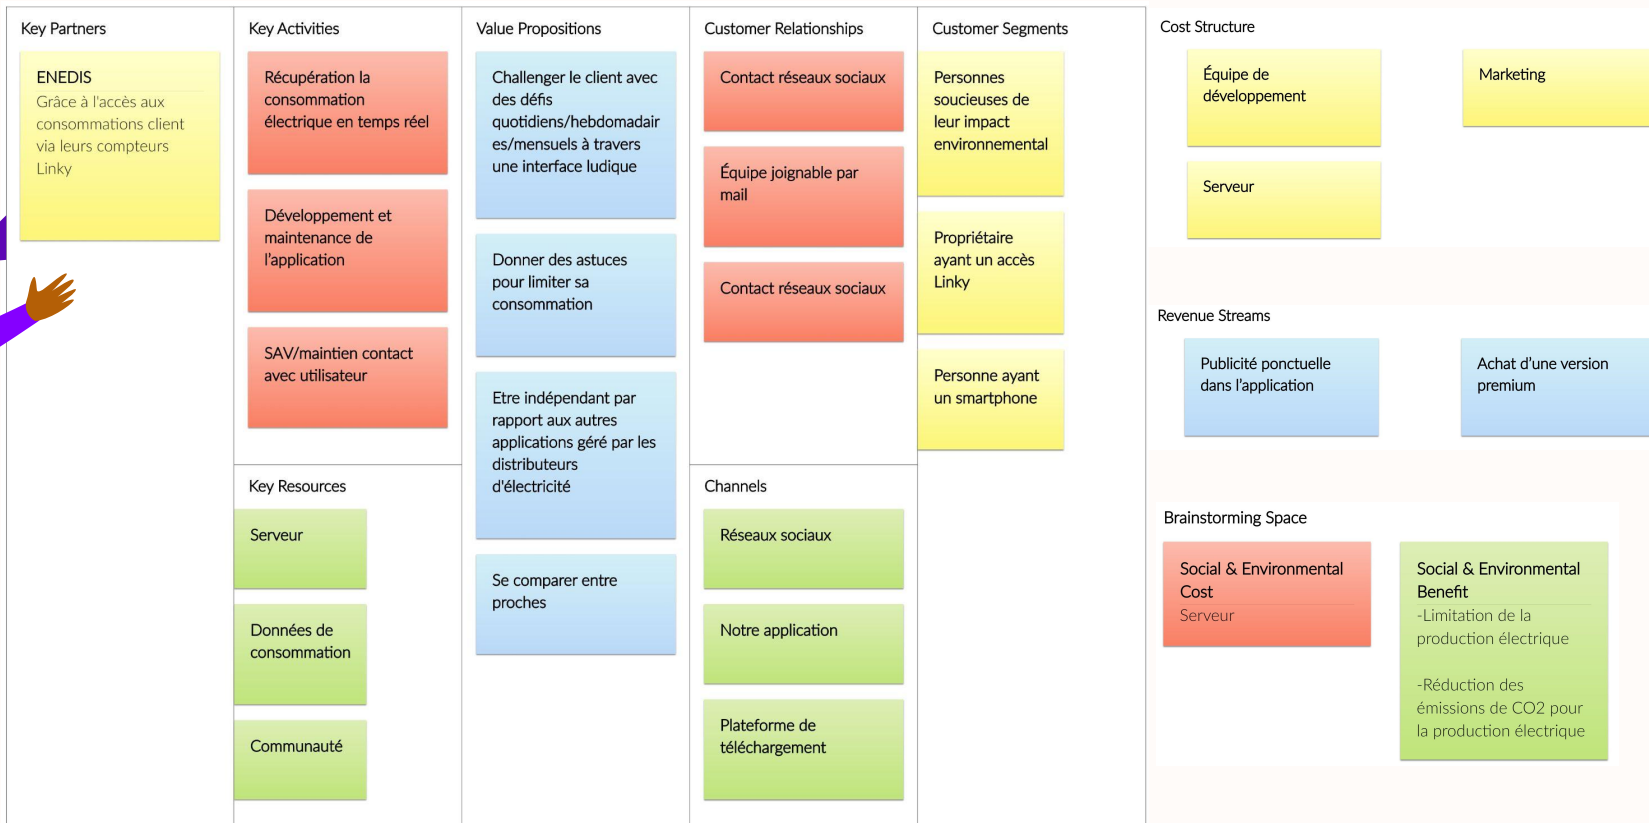 Key Partners
ENEDIS
Grâce à l'accès aux
consommations client
via leurs compteurs
Linky
Key Activities
Récupération la
consommation
électrique en temps réel
Développement et
maintenance de
l'application
SAV/maintien contact
avec utilisateur
Key Resources
Serveur
Données de
consommation
Communauté
Value Propositions
Challenger le client avec
des défis
quotidiens/hebdomadair
es/mensuels à travers
une interface ludique
Donner des astuces
pour limiter sa
consommation
Etre indépendant par
rapport aux autres
applications géré par les
distributeurs
d'électricité
Se comparer entre
proches
Customer Relationships
Contact réseaux sociaux
Équipe joignable par
mail
Contact réseaux sociaux
Channels
Réseaux sociaux
Notre application
Plateforme de
téléchargement
Customer Segments
Personnes
soucieuses de
leur impact
environnemental
Propriétaire
ayant un accès
Linky
Personne ayant
un smartphone
Cost Structure
Équipe de
développement
Marketing
Serveur
Revenue Streams
Publicité ponctuelle
dans l'application
Achat d'une version
premium
Brainstorming Space
Social & Environmental
Cost
Serveur
Social & Environmental
Benefit
-Limitation de la
production électrique
-Réduction des
émissions de CO2 pour
la production électrique